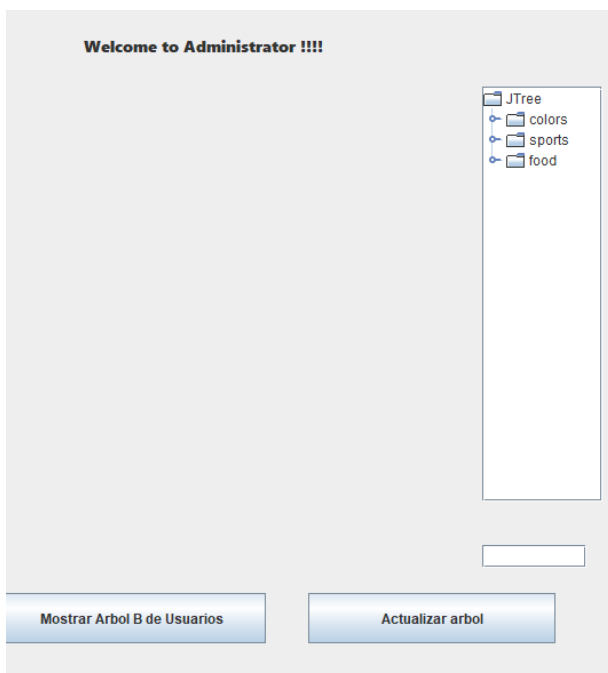 Welcome to Administrator !!!!
JTree
colors
sports
food
Mostrar Arbol B de Usuarios
Actualizar arbol